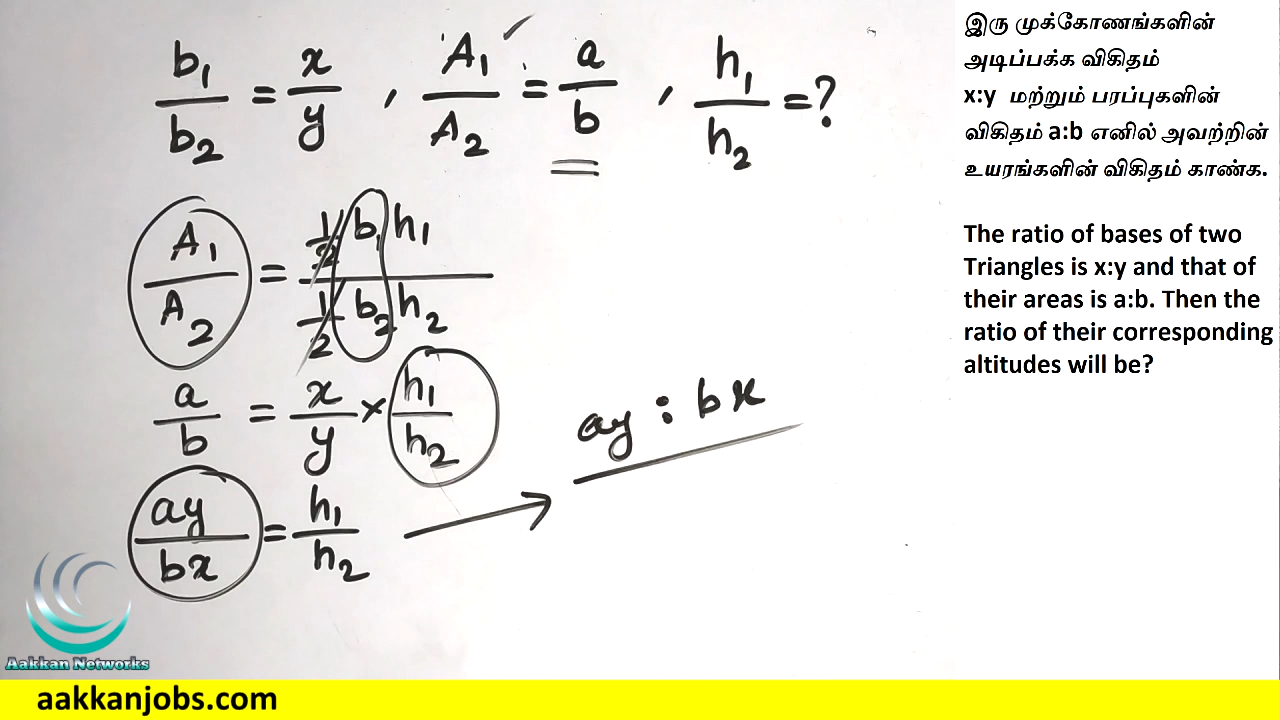 b₁/b₂ = x/y , A₁/A₂ = a/b , h₁/h₂ = ?
A₁/A₂ = ½ b₁ h₁ / ½ b₂ h₂
a/b = x/y × h₁/h₂
ay/bx = h₁/h₂
ay : bx
இரு முக்கோணங்களின்
அடிப்பக்க விகிதம்
x:y மற்றும் பரப்புகளின்
விகிதம் a:b எனில் அவற்றின்
உயரங்களின் விகிதம் காண்க.
The ratio of bases of two
Triangles is x:y and that of
their areas is a:b. Then the
ratio of their corresponding
altitudes will be?
Aakkan Networks
aakkanjobs.com